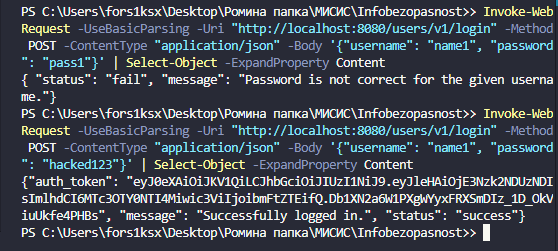 PS C:\Users\fors1ksx\Desktop\Ромина папка\МИСИС\Infobezopasnost>> Invoke-Web
Request -UseBasicParsing -Uri "http://localhost:8080/users/v1/login" -Method
 POST -ContentType "application/json" -Body '{"username": "name1", "password
": "pass1"}' | Select-Object -ExpandProperty Content
{ "status": "fail", "message": "Password is not correct for the given userna
me."}
PS C:\Users\fors1ksx\Desktop\Ромина папка\МИСИС\Infobezopasnost>> Invoke-Web
Request -UseBasicParsing -Uri "http://localhost:8080/users/v1/login" -Method
 POST -ContentType "application/json" -Body '{"username": "name1", "password
": "hacked123"}' | Select-Object -ExpandProperty Content
{"auth_token": "eyJ0eXAiOiJKV1QiLCJhbGciOiJIUzI1NiJ9.eyJleHAiOjE3Nzk2NDUzNDI
sImlhdCI6MTc3OTY0NTI4Miwic3ViIjoibmFtZTEifQ.Db1XN2a6W1PXgWYyxFRXSmDIz_1D_OkV
iuUkfe4PHBs", "message": "Successfully logged in.", "status": "success"}
PS C:\Users\fors1ksx\Desktop\Ромина папка\МИСИС\Infobezopasnost>>